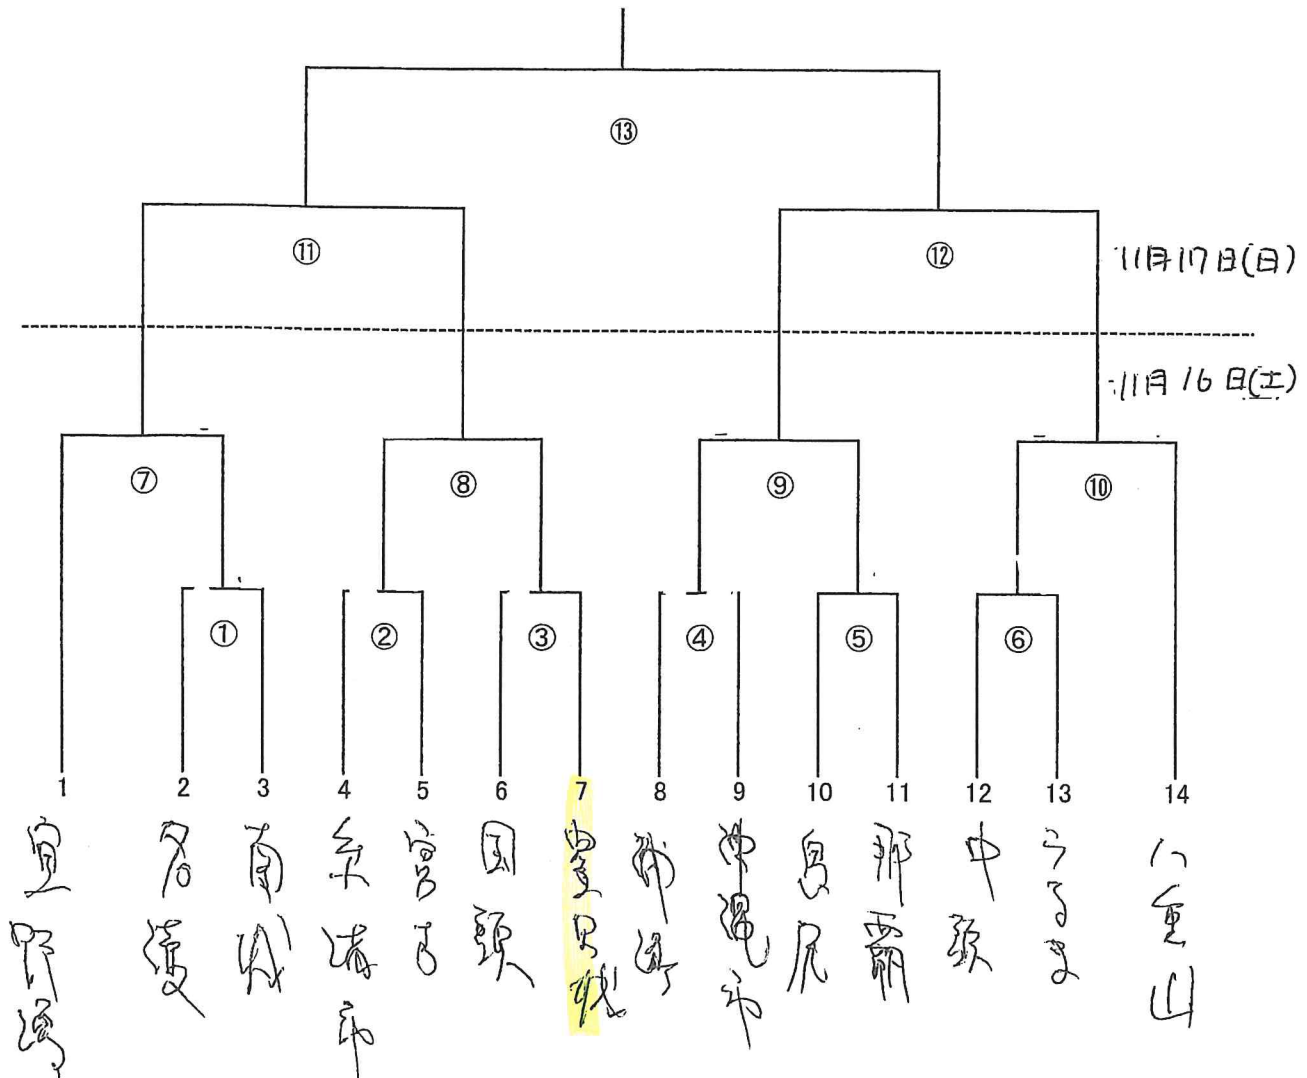 ⑬
⑪
⑫
11月17日(日)
11月16日(土)
⑦
⑧
⑨
⑩
①
②
③
④
⑤
⑥
1 2 3 4 5 6 7 8 9 10 11 12 13 14
宜野湾
名護
南城
糸満市
宮古
国頭
豊見城
浦添
沖縄市
島尻
那覇
中頭
うるま
八重山